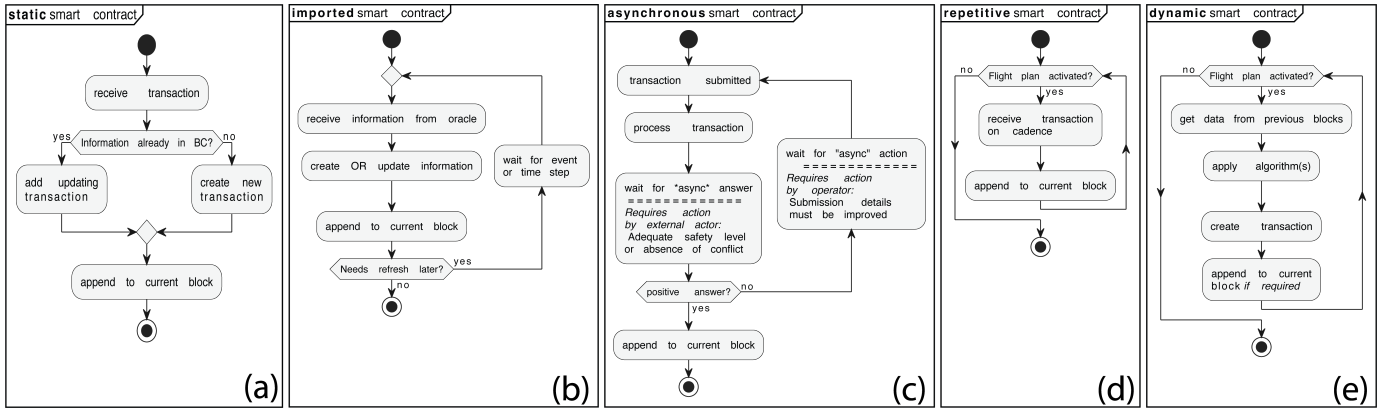 static smart contract
receive transaction
yes
Information already in BC?
no
add updating
transaction
create new
transaction
append to current block
(a)
imported smart contract
receive information from oracle
create OR update information
wait for event
or time step
append to current block
Needs refresh later?
yes
no
(b)
asynchronous smart contract
transaction submitted
process transaction
wait for *async* answer
=============
Requires action
by external actor:
Adequate safety level
or absence of conflict
wait for "async" action
=============
Requires action
by operator:
Submission details
must be improved
positive answer?
no
yes
append to current block
(c)
repetitive smart contract
no
Flight plan activated?
yes
receive transaction
on cadence
append to current block
(d)
dynamic smart contract
no
Flight plan activated?
yes
get data from previous blocks
apply algorithm(s)
create transaction
append to current
block if required
(e)